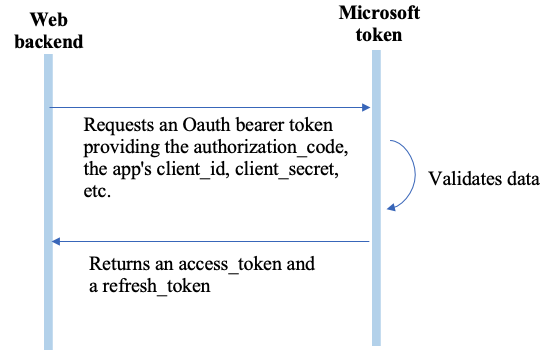 Web
backend
Microsoft
token
Requests an Oauth bearer token
providing the authorization_code,
the app's client_id, client_secret,
etc.
Validates data
Returns an access_token and
a refresh_token